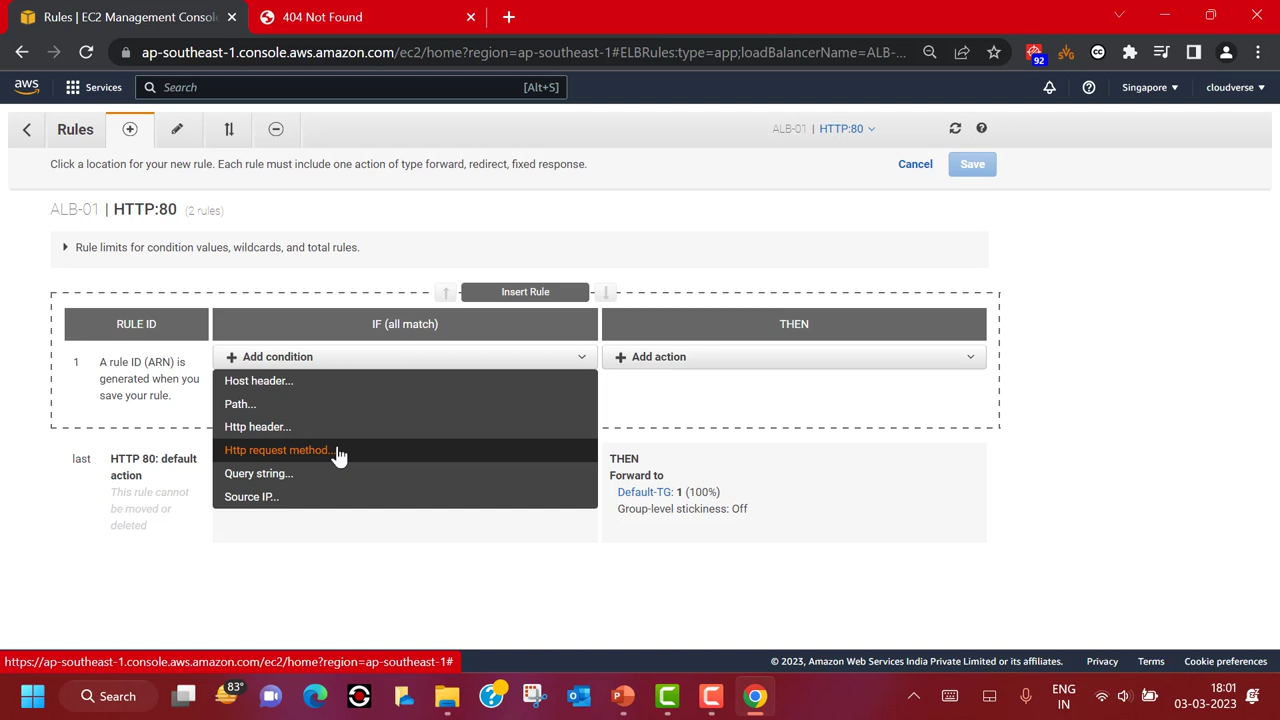 Rules | EC2 Management Consol
404 Not Found
ap-southeast-1.console.aws.amazon.com/ec2/home?region=ap-southeast-1#ELBRules:type=app;loadBalancerName=ALB-...
92
SVG
aws
Services
Search
[Alt+S]
Singapore
cloudverse
Rules
ALB-01 | HTTP:80
Click a location for your new rule. Each rule must include one action of type forward, redirect, fixed response.
Cancel
Save
ALB-01 | HTTP:80 (2 rules)
Rule limits for condition values, wildcards, and total rules.
Insert Rule
RULE ID
IF (all match)
THEN
1
A rule ID (ARN) is
generated when you
save your rule.
Add condition
Add action
Host header...
Path...
Http header...
Http request method...
Query string...
Source IP...
last
HTTP 80: default
action
This rule cannot
be moved or
deleted
THEN
Forward to
Default-TG: 1 (100%)
Group-level stickiness: Off
https://ap-southeast-1.console.aws.amazon.com/ec2/home?region=ap-southeast-1#
© 2023, Amazon Web Services India Private Limited or its affiliates.
Privacy
Terms
Cookie preferences
83°
Search
ENG
IN
18:01
03-03-2023